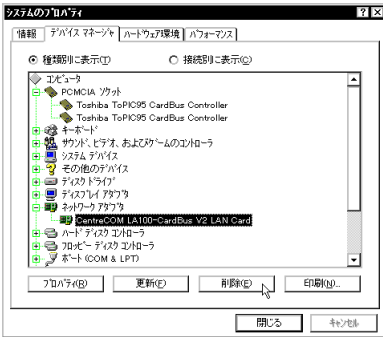 システムのプロパティ
情報 デバイス マネージャ ハードウェア環境 パフォーマンス
種類別に表示(T) 接続別に表示(C)
コンピュータ
PCMCIA ソケット
Toshiba ToPIC95 CardBus Controller
Toshiba ToPIC95 CardBus Controller
キーボード
サウンド、ビデオ、およびゲームのコントローラ
システム デバイス
その他のデバイス
ディスク ドライブ
ディスプレイ アダプタ
ネットワーク アダプタ
CentreCOM LA100-CardBus V2 LAN Card
ハード ディスク コントローラ
フロッピー ディスク コントローラ
ポート (COM & LPT)
プロパティ(R) 更新(F) 削除(E) 印刷(N)...
閉じる キャンセル